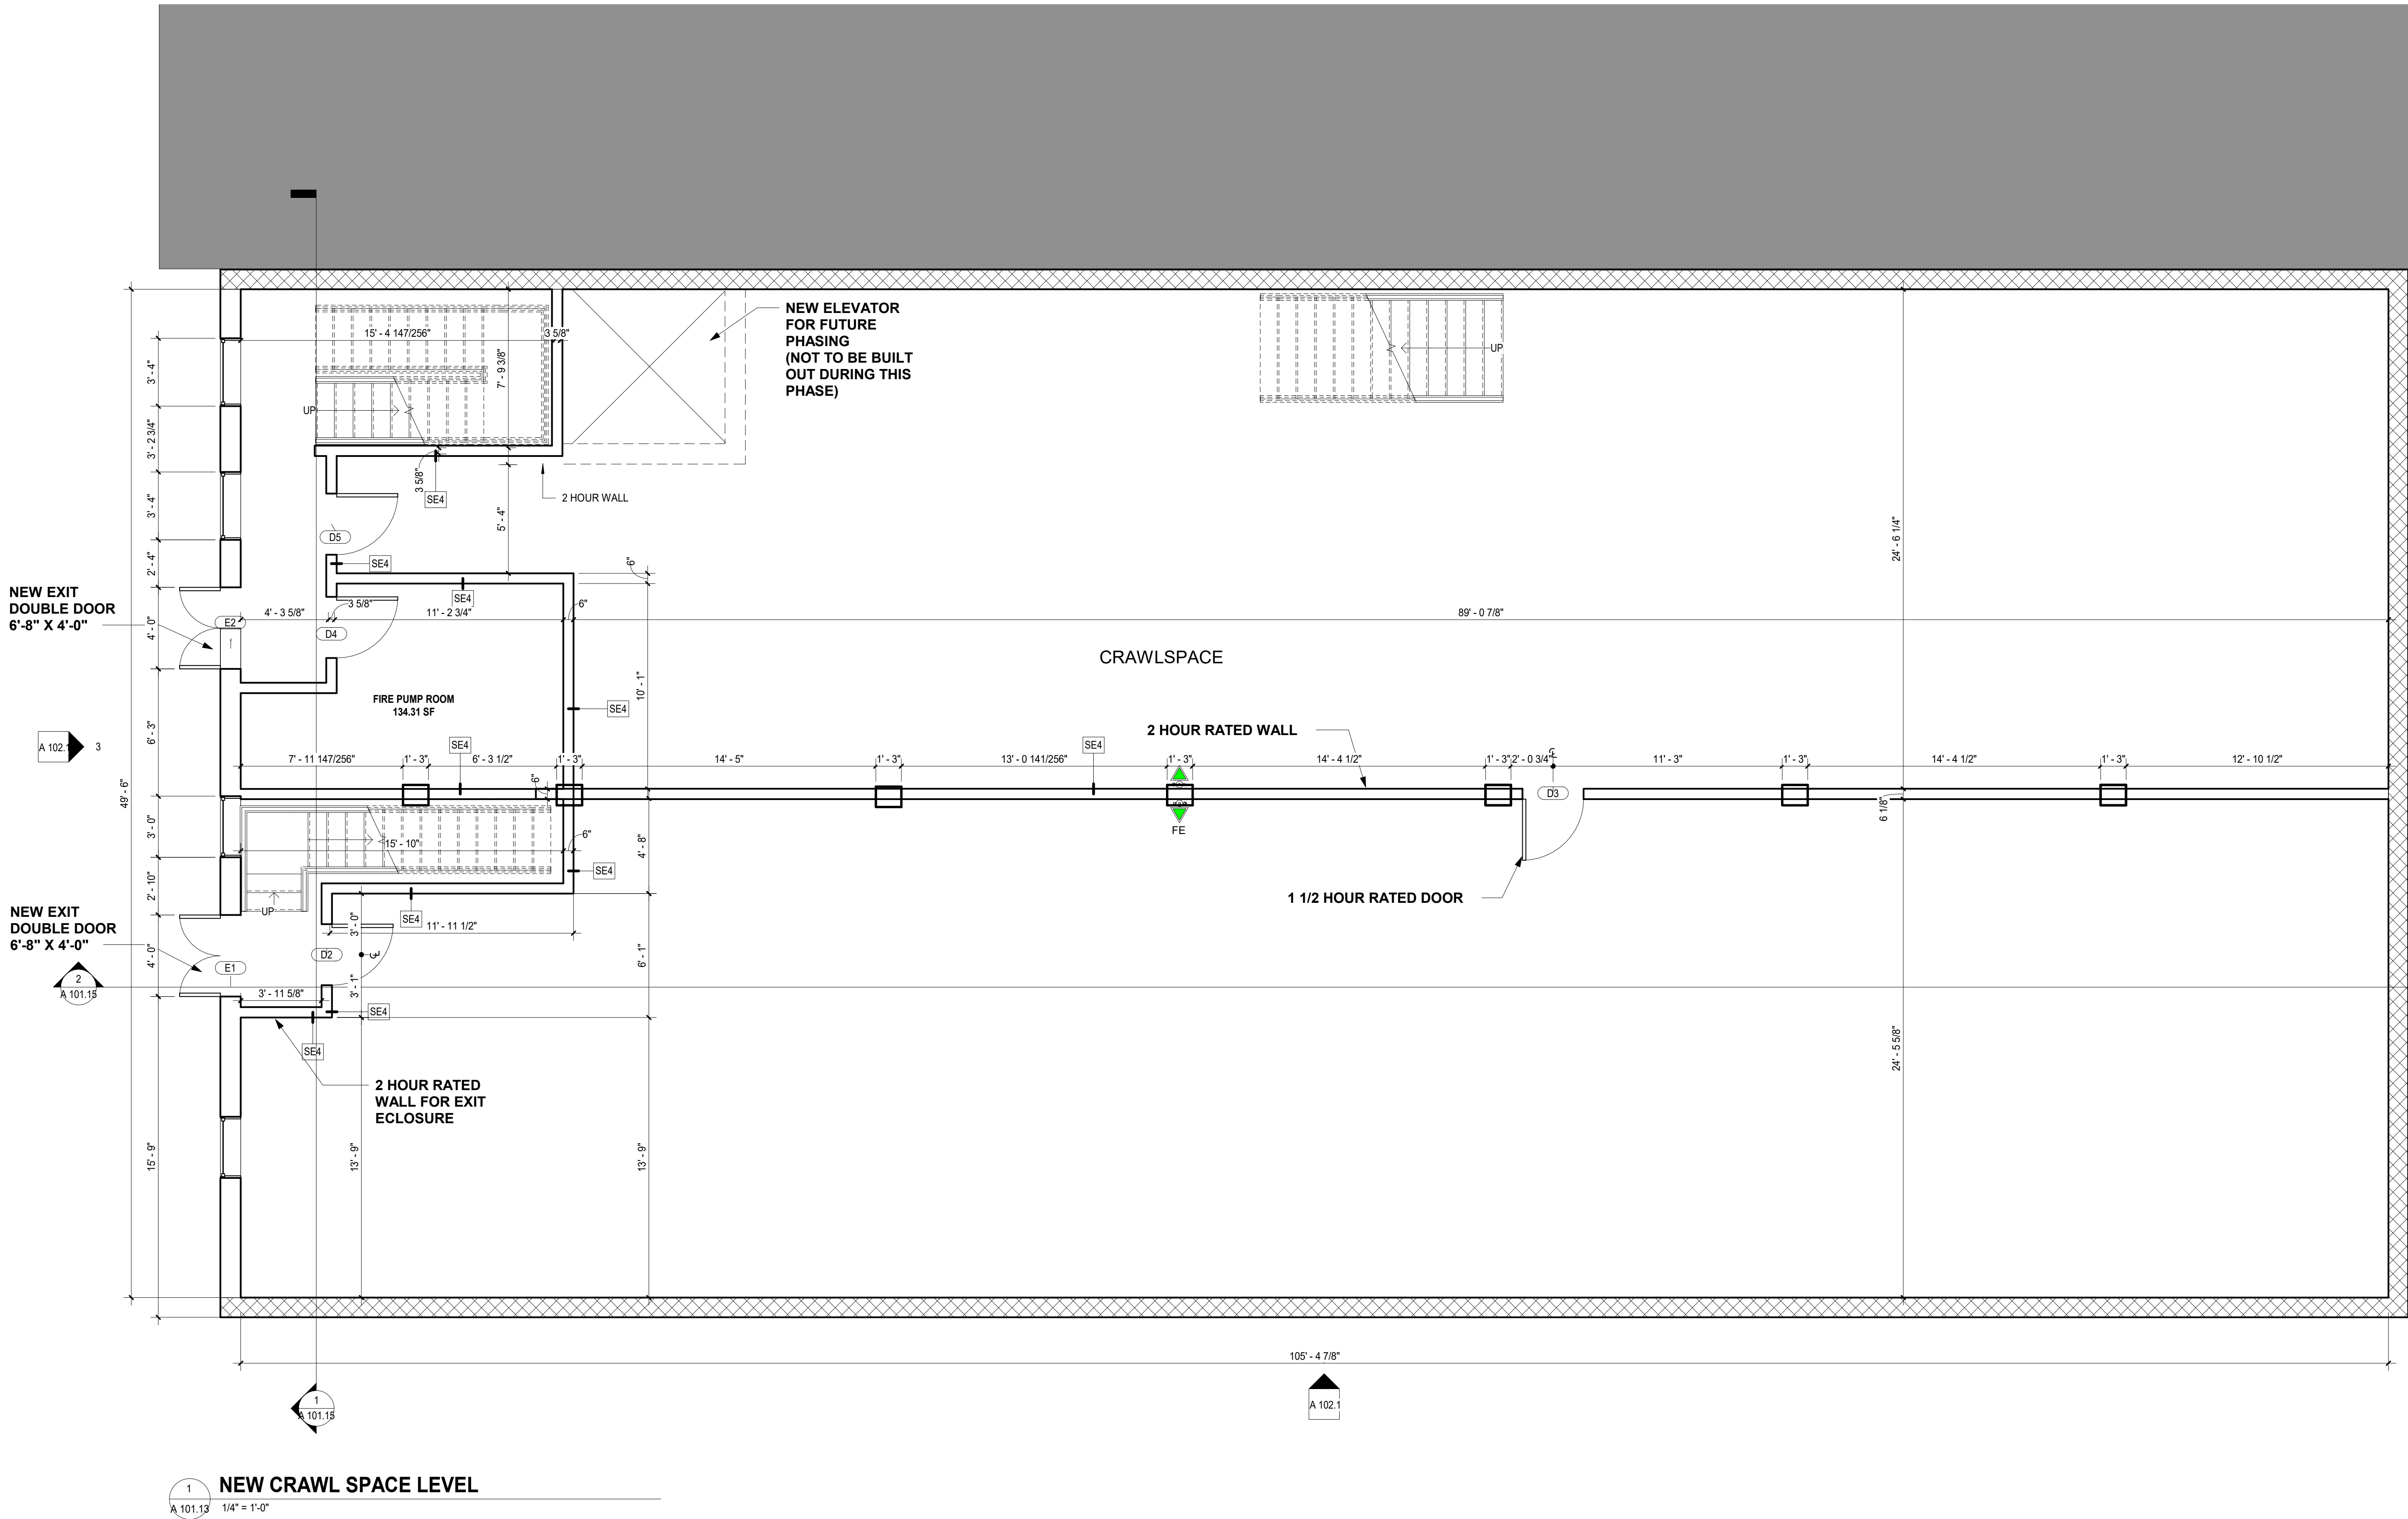 NEW ELEVATOR
FOR FUTURE
PHASING
(NOT TO BE BUILT
OUT DURING THIS
PHASE)
15' - 4 147/256"
3 5/8"
7' - 9 3/8"
UP
UP
3' - 4"
3' - 2 3/4"
3' - 4"
2' - 4"
4' - 0"
6' - 3"
3' - 0"
2' - 10"
4' - 0"
15' - 9"
49' - 6"
3 5/8"
SE4
2 HOUR WALL
5' - 4"
D5
SE4
SE4
6"
24' - 6 1/4"
NEW EXIT
DOUBLE DOOR
6'-8" X 4'-0"
E2
4' - 3 5/8"
3 5/8"
11' - 2 3/4"
6"
89' - 0 7/8"
D4
CRAWLSPACE
10' - 1"
FIRE PUMP ROOM
134.31 SF
SE4
A 102.1
3
2 HOUR RATED WALL
SE4
SE4
7' - 11 147/256"
1' - 3"
6' - 3 1/2"
1' - 3"
14' - 5"
1' - 3"
13' - 0 141/256"
1' - 3"
14' - 4 1/2"
1' - 3"
2' - 0 3/4"
11' - 3"
1' - 3"
14' - 4 1/2"
1' - 3"
12' - 10 1/2"
6"
D3
6 1/8"
FE
15' - 10"
6"
4' - 8"
SE4
1 1/2 HOUR RATED DOOR
UP
SE4
11' - 11 1/2"
3' - 0"
NEW EXIT
DOUBLE DOOR
6'-8" X 4'-0"
D2
E1
6' - 1"
3' - 1"
2
A 101.15
3' - 11 5/8"
SE4
SE4
24' - 5 5/8"
2 HOUR RATED
WALL FOR EXIT
ECLOSURE
13' - 9"
13' - 9"
105' - 4 7/8"
1
A 101.15
A 102.1
1
A 101.13
NEW CRAWL SPACE LEVEL
1/4" = 1'-0"